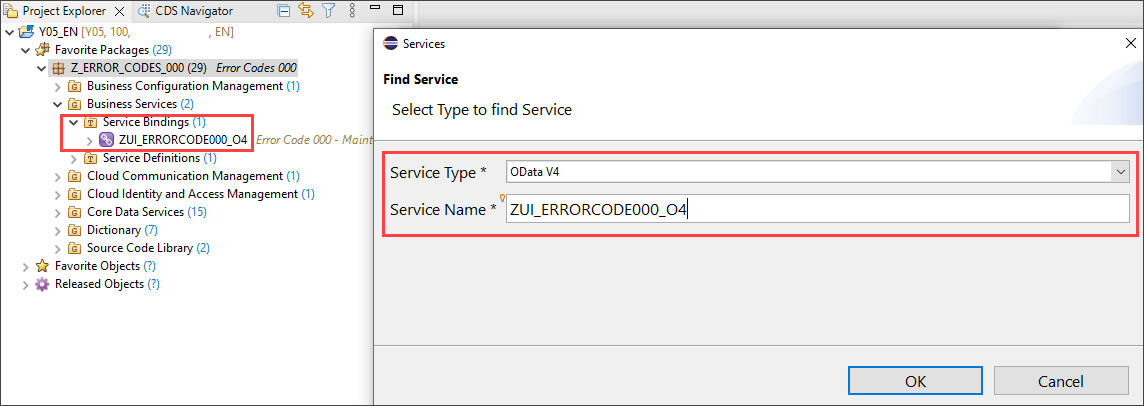 Project Explorer
CDS Navigator
Y05_EN [Y05, 100, , EN]
Favorite Packages (29)
Z_ERROR_CODES_000 (29) Error Codes 000
Business Configuration Management (1)
Business Services (2)
Service Bindings (1)
ZUI_ERRORCODE000_O4 Error Code 000 - Maint
Service Definitions (1)
Cloud Communication Management (1)
Cloud Identity and Access Management (1)
Core Data Services (15)
Dictionary (7)
Source Code Library (2)
Favorite Objects (?)
Released Objects (?)
Services
Find Service
Select Type to find Service
Service Type * OData V4
Service Name * ZUI_ERRORCODE000_O4
OK
Cancel